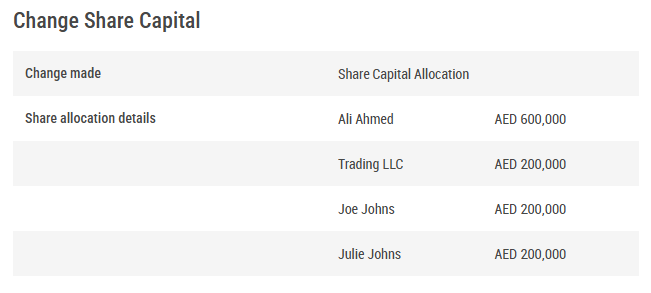 Change Share Capital
Change made Share Capital Allocation
Share allocation details Ali Ahmed AED 600,000
Trading LLC AED 200,000
Joe Johns AED 200,000
Julie Johns AED 200,000